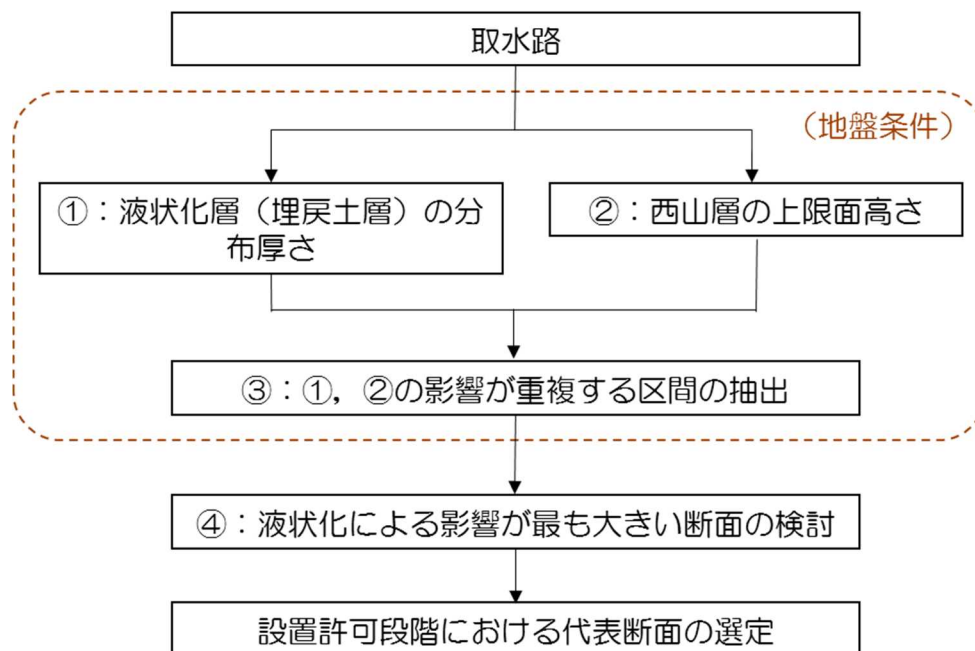 取水路
（地盤条件）
①：液状化層（埋戻土層）の分
布厚さ
②：西山層の上限面高さ
③：①，②の影響が重複する区間の抽出
④：液状化による影響が最も大きい断面の検討
設置許可段階における代表断面の選定